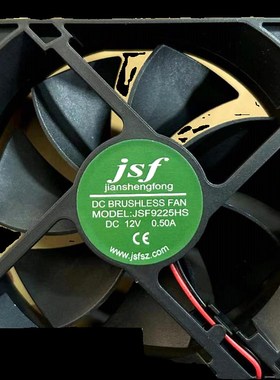 jsf
jianshengfong
DC BRUSHLESS FAN
MODEL:JSF9225HS
DC 12V 0.50A
CE
www.jsfsz.com